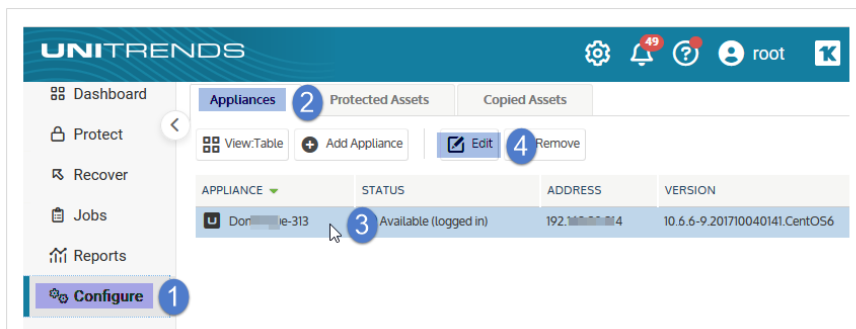 UNITRENDS
49
root
Dashboard
Appliances
2
Protected Assets
Copied Assets
Protect
View:Table
Add Appliance
Edit
4
Remove
Recover
APPLIANCE
STATUS
ADDRESS
VERSION
Jobs
Don
e-313
3
Available (logged in)
192.
4
10.6.6-9.201710040141.CentOS6
Reports
Configure
1